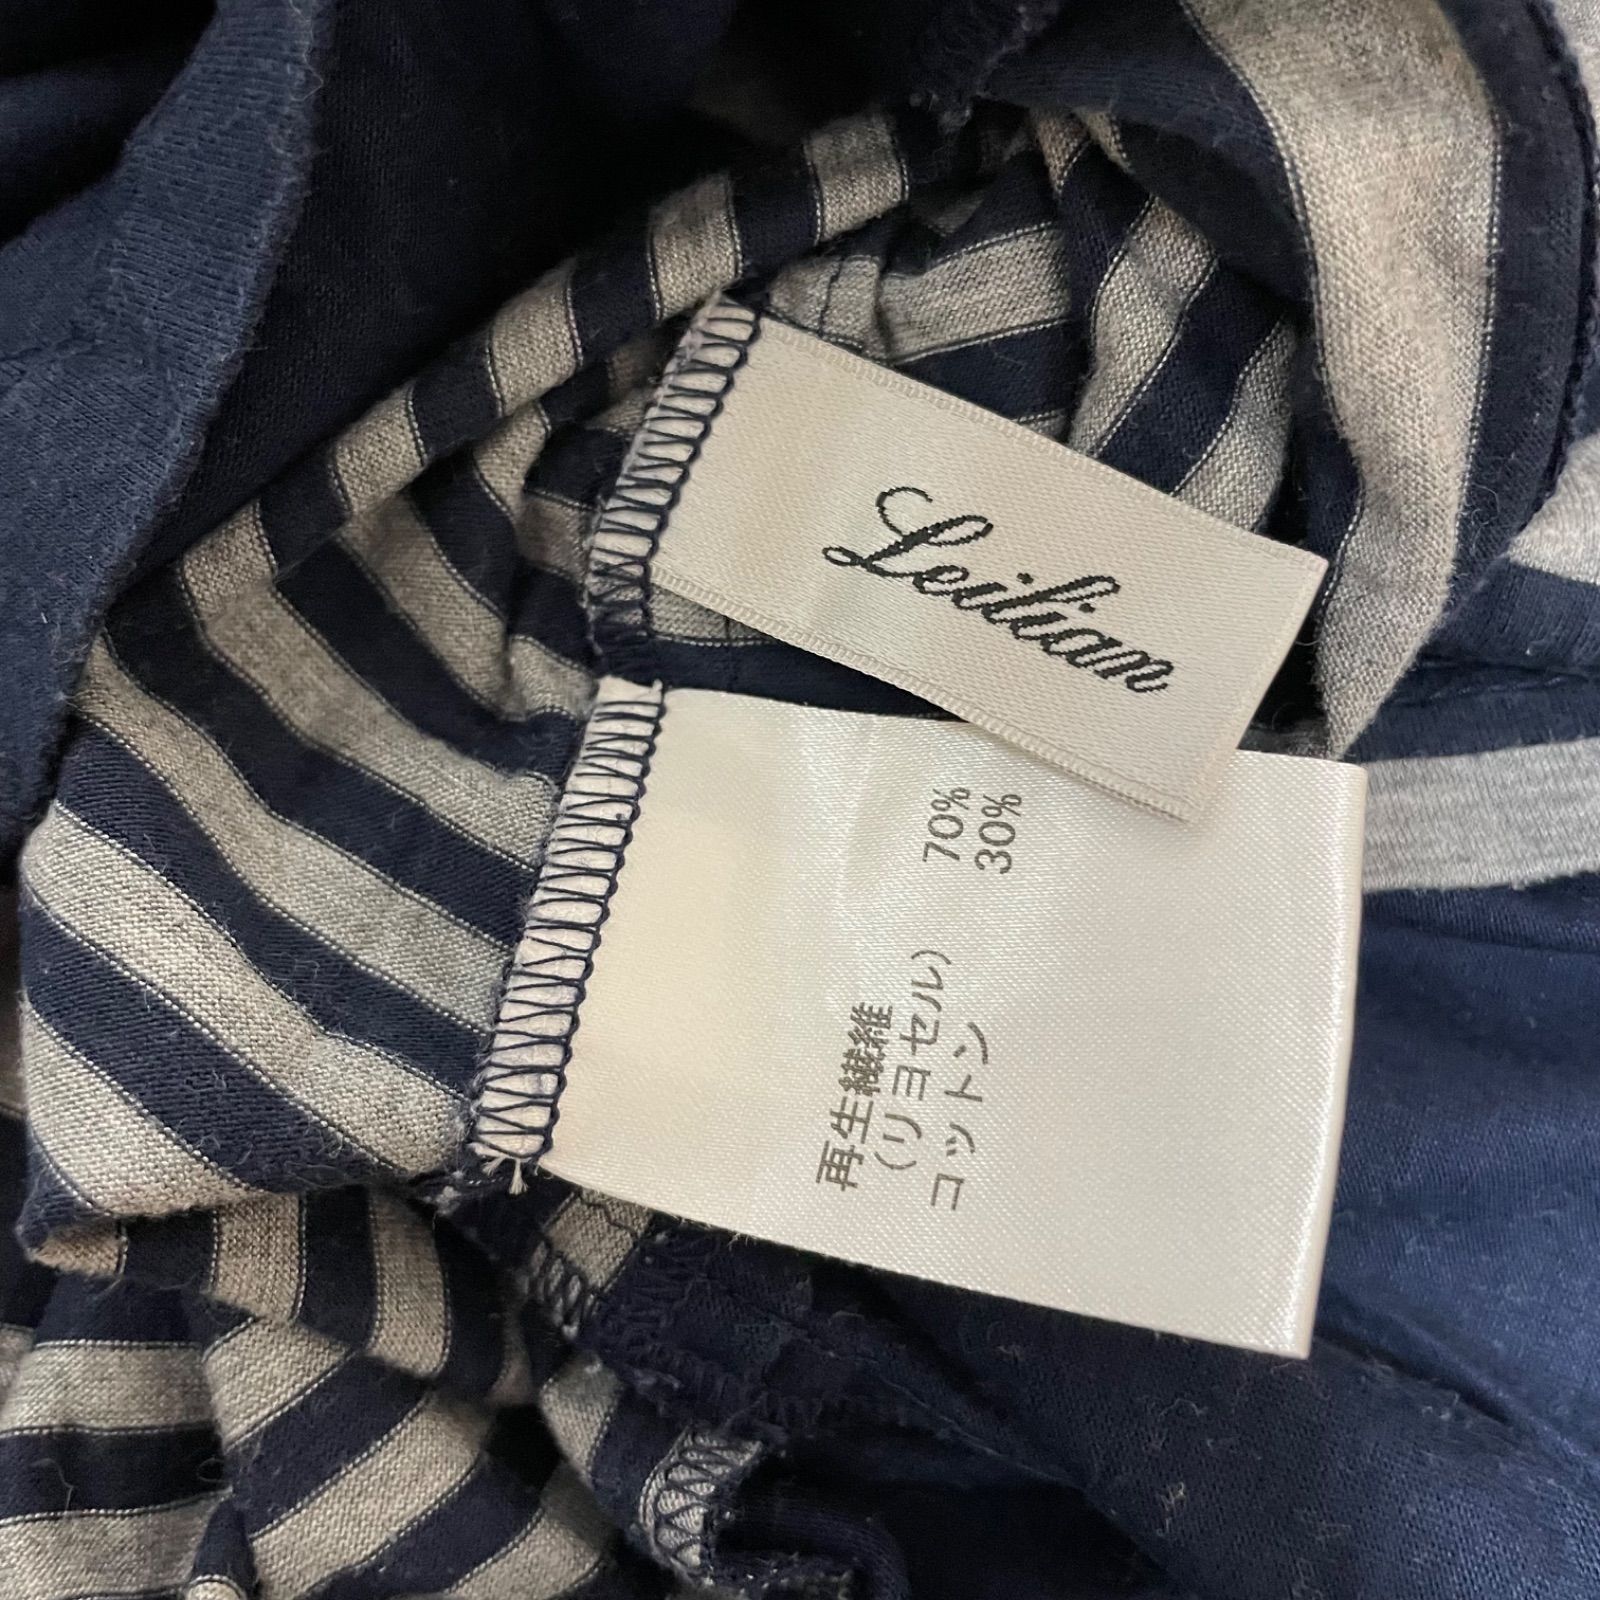 Leilian
再生繊維 70%
(リヨセル)
コットン 30%